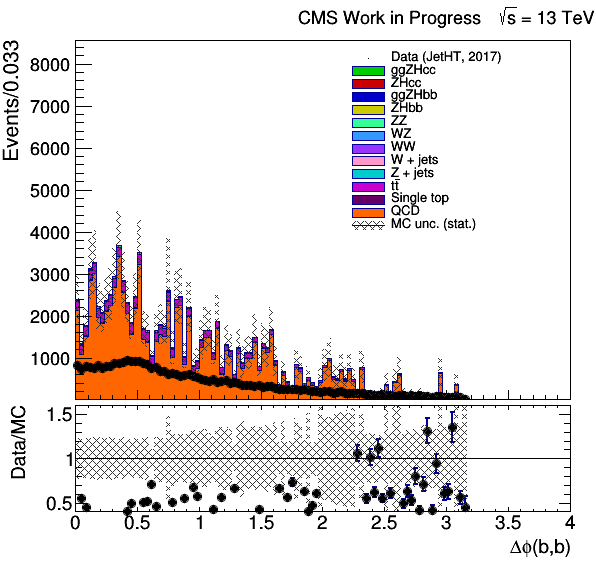 CMS Work in Progress √s = 13 TeV
Events/0.033
8000
7000
6000
5000
4000
3000
2000
1000
Data (JetHT, 2017)
ggZHcc
ZHcc
ggZHbb
ZHbb
ZZ
WZ
WW
W + jets
Z + jets
tt̄
Single top
QCD
MC unc. (stat.)
Data/MC
1.5
1
0.5
0 0.5 1 1.5 2 2.5 3 3.5 4
Δϕ(b,b)